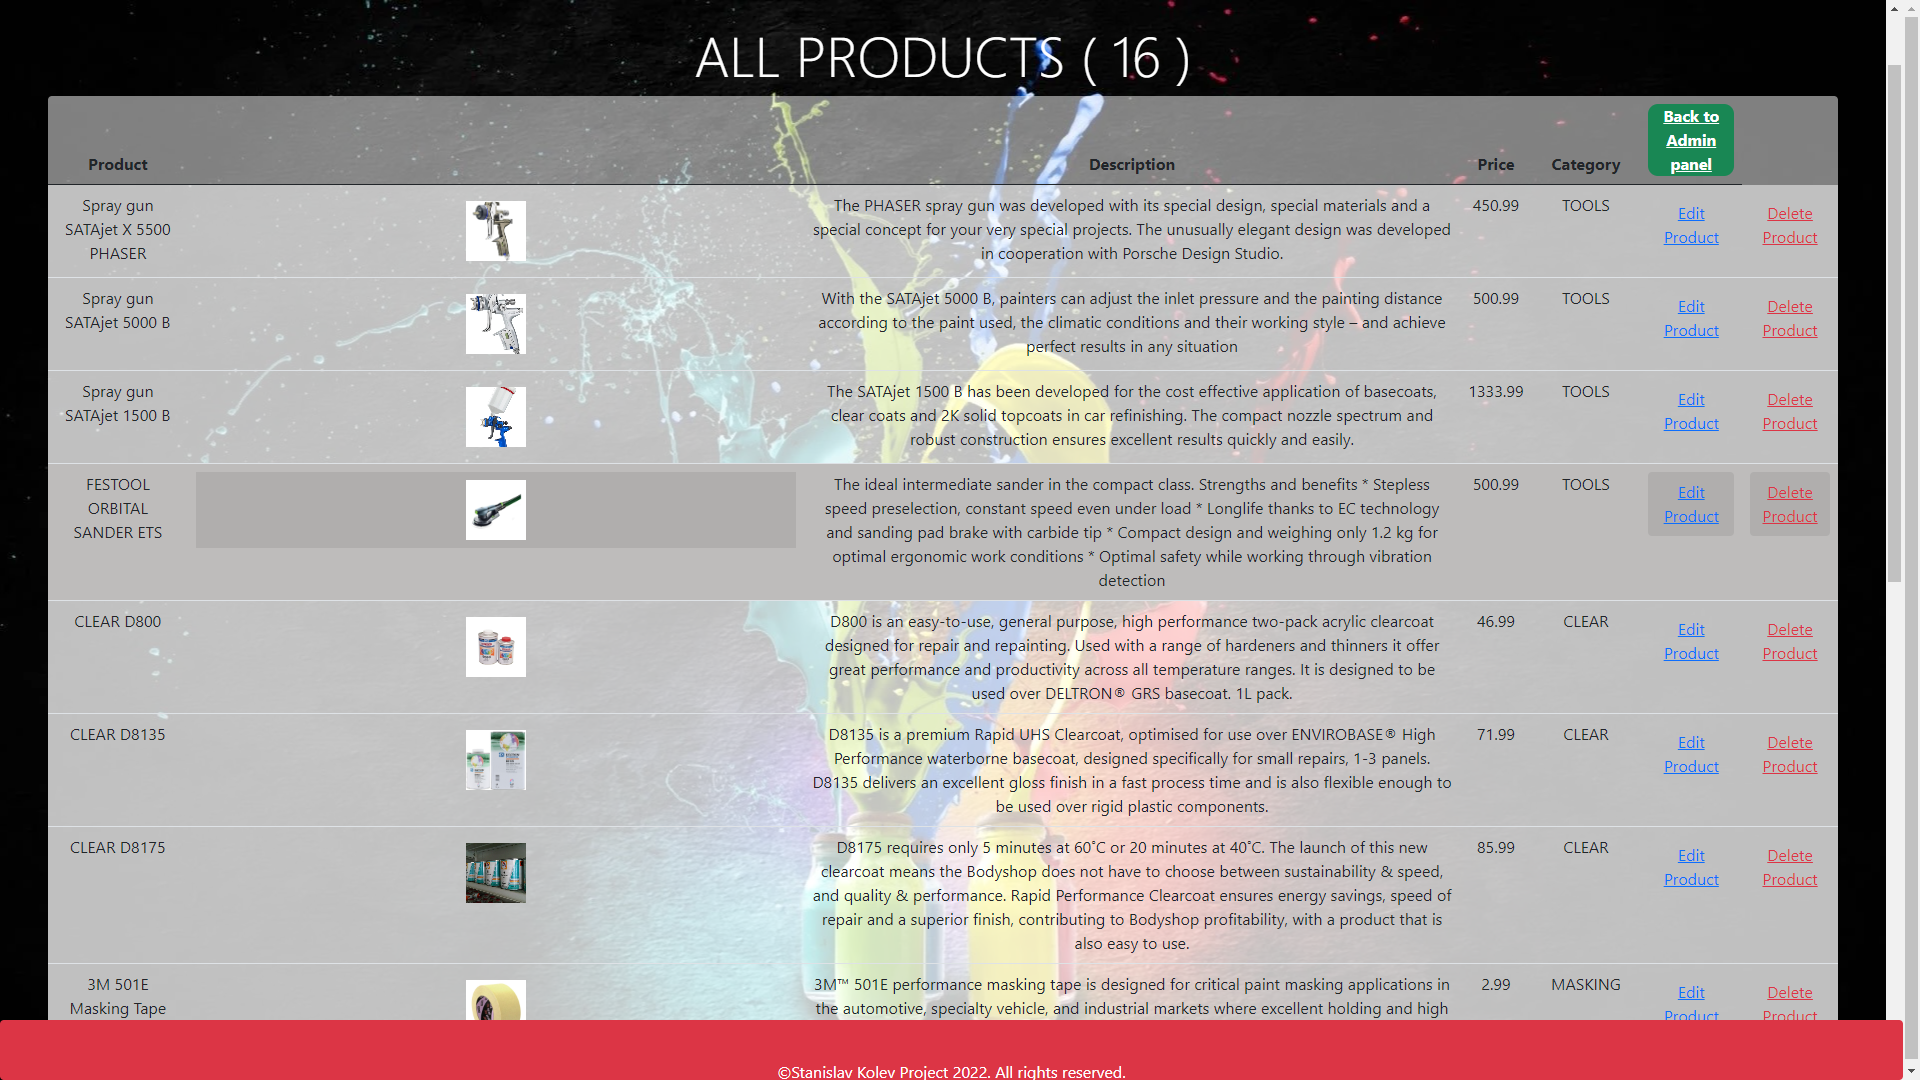 ALL PRODUCTS ( 16 )
Back to
Admin
panel
Product
Description
Price
Category
Spray gun
SATAjet X 5500
PHASER
The PHASER spray gun was developed with its special design, special materials and a
special concept for your very special projects. The unusually elegant design was developed
in cooperation with Porsche Design Studio.
450.99
TOOLS
Edit
Product
Delete
Product
Spray gun
SATAjet 5000 B
With the SATAjet 5000 B, painters can adjust the inlet pressure and the painting distance
according to the paint used, the climatic conditions and their working style – and achieve
perfect results in any situation
500.99
TOOLS
Edit
Product
Delete
Product
Spray gun
SATAjet 1500 B
The SATAjet 1500 B has been developed for the cost effective application of basecoats,
clear coats and 2K solid topcoats in car refinishing. The compact nozzle spectrum and
robust construction ensures excellent results quickly and easily.
1333.99
TOOLS
Edit
Product
Delete
Product
FESTOOL
ORBITAL
SANDER ETS
The ideal intermediate sander in the compact class. Strengths and benefits * Stepless
speed preselection, constant speed even under load * Longlife thanks to EC technology
and sanding pad brake with carbide tip * Compact design and weighing only 1.2 kg for
optimal ergonomic work conditions * Optimal safety while working through vibration
detection
500.99
TOOLS
Edit
Product
Delete
Product
CLEAR D800
D800 is an easy-to-use, general purpose, high performance two-pack acrylic clearcoat
designed for repair and repainting. Used with a range of hardeners and thinners it offer
great performance and productivity across all temperature ranges. It is designed to be
used over DELTRON® GRS basecoat. 1L pack.
46.99
CLEAR
Edit
Product
Delete
Product
CLEAR D8135
D8135 is a premium Rapid UHS Clearcoat, optimised for use over ENVIROBASE® High
Performance waterborne basecoat, designed specifically for small repairs, 1-3 panels.
D8135 delivers an excellent gloss finish in a fast process time and is also flexible enough to
be used over rigid plastic components.
71.99
CLEAR
Edit
Product
Delete
Product
CLEAR D8175
D8175 requires only 5 minutes at 60˚C or 20 minutes at 40˚C. The launch of this new
clearcoat means the Bodyshop does not have to choose between sustainability & speed,
and quality & performance. Rapid Performance Clearcoat ensures energy savings, speed of
repair and a superior finish, contributing to Bodyshop profitability, with a product that is
also easy to use.
85.99
CLEAR
Edit
Product
Delete
Product
3M 501E
Masking Tape
3M™ 501E performance masking tape is designed for critical paint masking applications in
the automotive, specialty vehicle, and industrial markets where excellent holding and high
2.99
MASKING
Edit
Product
Delete
Product
©Stanislav Kolev Project 2022. All rights reserved.